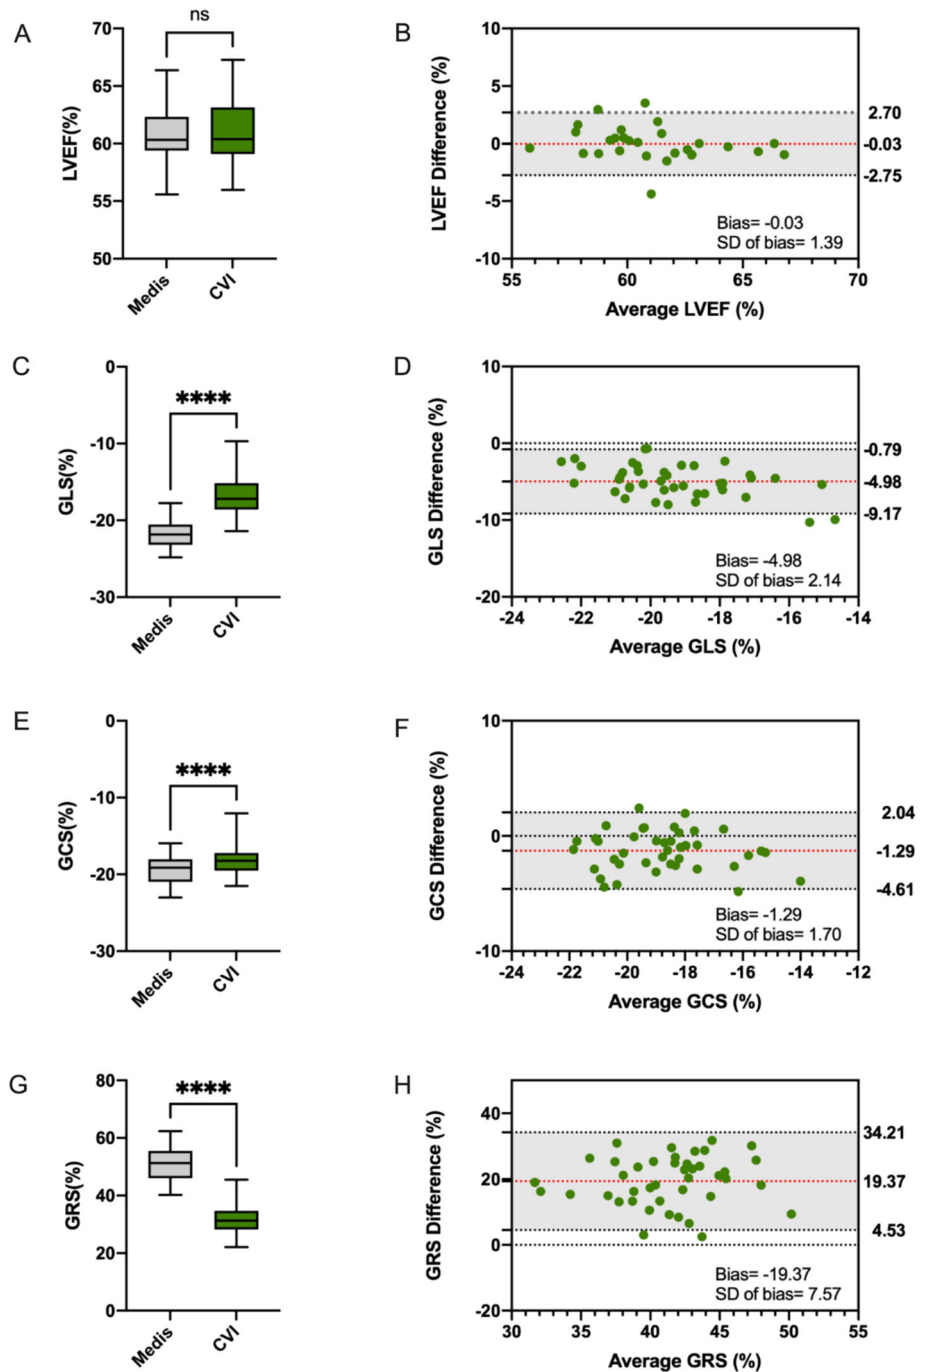 A
ns
70
65
60
55
50
LVEF(%)
Medis
CVI
B
10
5
0
-5
-10
LVEF Difference (%)
2.70
-0.03
-2.75
Bias= -0.03
SD of bias= 1.39
55
60
65
70
Average LVEF (%)
C
****
0
-10
-20
-30
GLS(%)
Medis
CVI
D
10
0
-10
-20
GLS Difference (%)
-0.79
-4.98
-9.17
Bias= -4.98
SD of bias= 2.14
-24
-22
-20
-18
-16
-14
Average GLS (%)
E
****
0
-10
-20
-30
GCS(%)
Medis
CVI
F
10
0
-10
GCS Difference (%)
2.04
-1.29
-4.61
Bias= -1.29
SD of bias= 1.70
-24
-22
-20
-18
-16
-14
-12
Average GCS (%)
G
****
80
60
40
20
0
GRS(%)
Medis
CVI
H
40
20
0
-20
GRS Difference (%)
34.21
19.37
4.53
Bias= -19.37
SD of bias= 7.57
30
35
40
45
50
55
Average GRS (%)